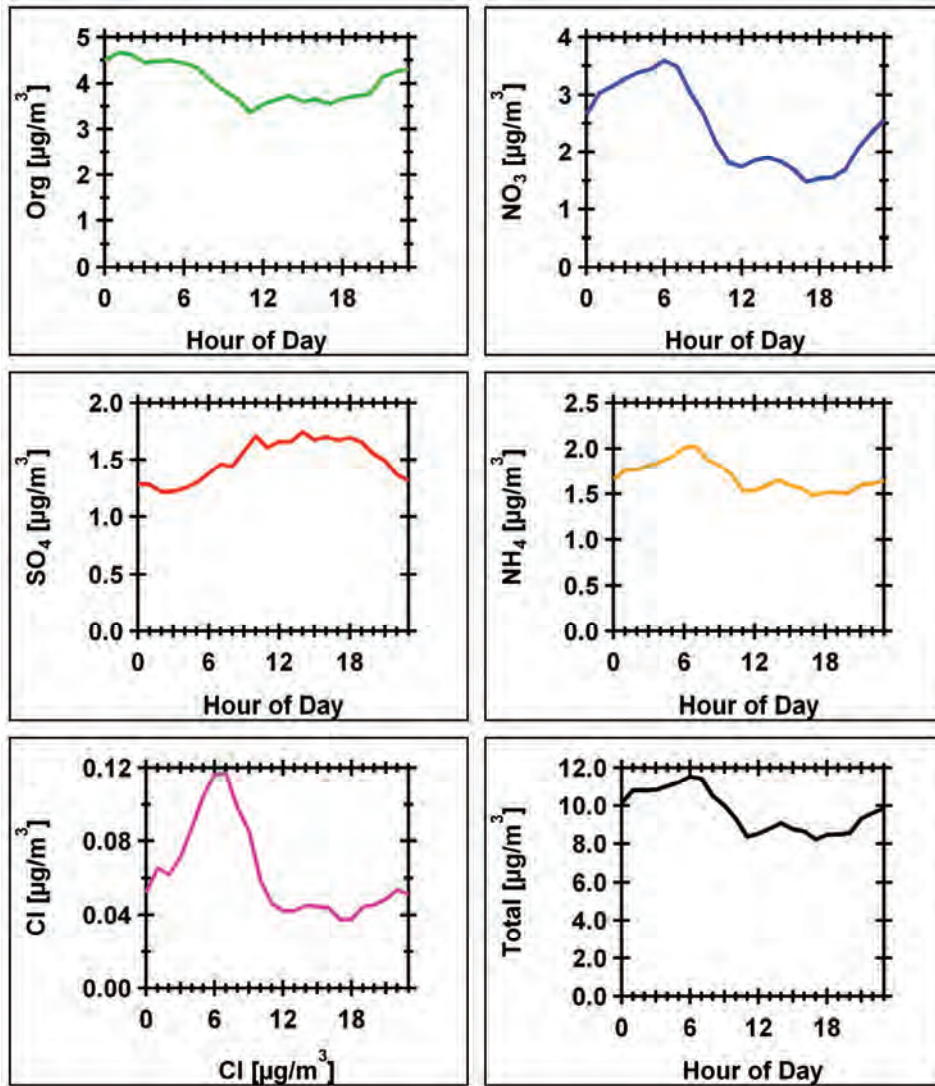 5
4
3
2
1
0
Org [µg/m³]
0 6 12 18
Hour of Day
4
3
2
1
0
NO₃ [µg/m³]
0 6 12 18
Hour of Day
2.0
1.5
1.0
0.5
0.0
SO₄ [µg/m³]
0 6 12 18
Hour of Day
2.5
2.0
1.5
1.0
0.5
0.0
NH₄ [µg/m³]
0 6 12 18
Hour of Day
0.12
0.08
0.04
0.00
Cl [µg/m³]
0 6 12 18
Cl [µg/m³]
12.0
10.0
8.0
6.0
4.0
2.0
0.0
Total [µg/m³]
0 6 12 18
Hour of Day